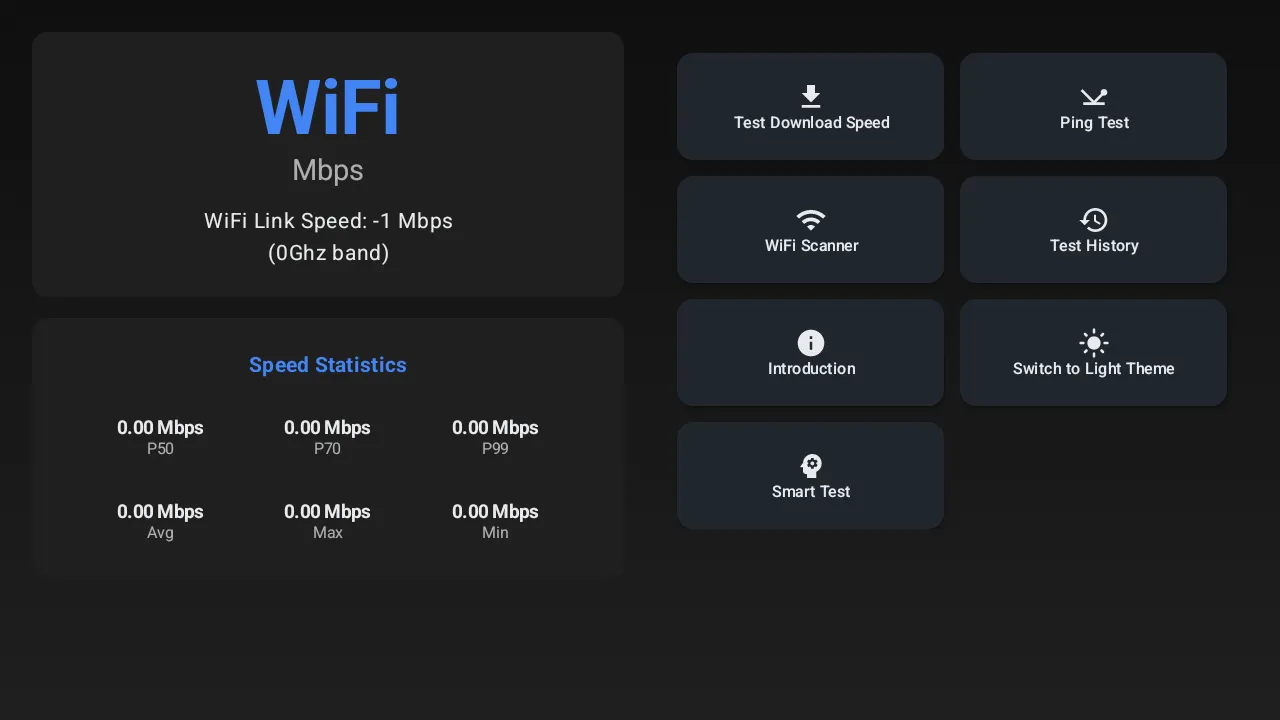 WiFi
Mbps
WiFi Link Speed: -1 Mbps
(0Ghz band)
Speed Statistics
0.00 Mbps
P50
0.00 Mbps
P70
0.00 Mbps
P99
0.00 Mbps
Avg
0.00 Mbps
Max
0.00 Mbps
Min
Test Download Speed
Ping Test
WiFi Scanner
Test History
Introduction
Switch to Light Theme
Smart Test